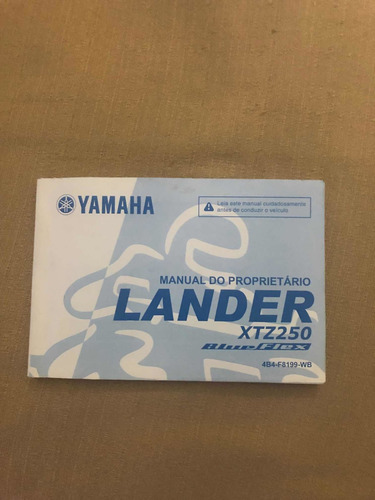 YAMAHA
Leia este manual cuidadosamente
antes de conduzir o veículo
MANUAL DO PROPRIETÁRIO
LANDER
XTZ250
BlueFlex
4B4-F8199-WB